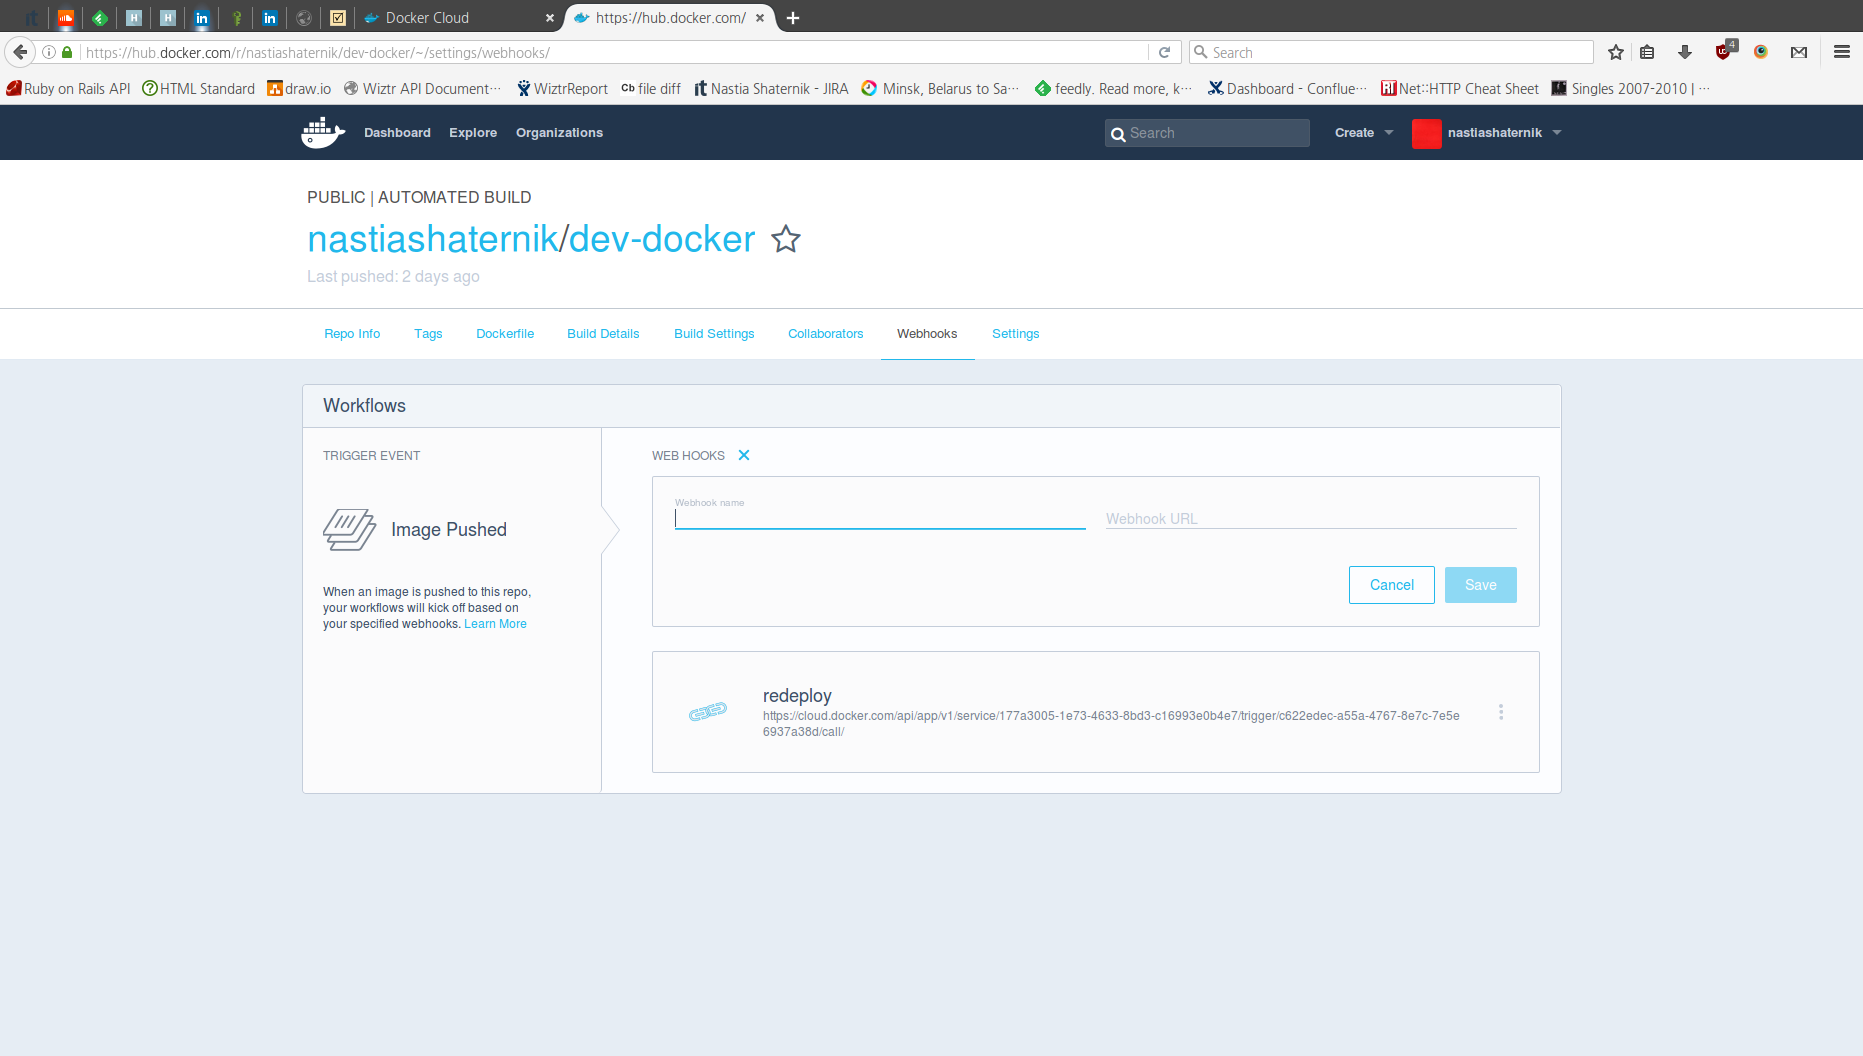 Docker Cloud
https://hub.docker.com/
https://hub.docker.com/r/nastiashaternik/dev-docker/~/settings/webhooks/
Search
4
Ruby on Rails API
HTML Standard
draw.io
Wiztr API Document···
WiztrReport
Cb file diff
Nastia Shaternik - JIRA
Minsk, Belarus to Sa···
feedly. Read more, k···
Dashboard - Conflue···
Net::HTTP Cheat Sheet
Singles 2007-2010 | ···
Dashboard
Explore
Organizations
Search
Create
nastiashaternik
PUBLIC | AUTOMATED BUILD
nastiashaternik/dev-docker
Last pushed: 2 days ago
Repo Info
Tags
Dockerfile
Build Details
Build Settings
Collaborators
Webhooks
Settings
Workflows
TRIGGER EVENT
Image Pushed
When an image is pushed to this repo,
your workflows will kick off based on
your specified webhooks. Learn More
WEB HOOKS
Webhook name
Webhook URL
Cancel
Save
redeploy
https://cloud.docker.com/api/app/v1/service/177a3005-1e73-4633-8bd3-c16993e0b4e7/trigger/c622edec-a55a-4767-8e7c-7e5e
6937a38d/call/